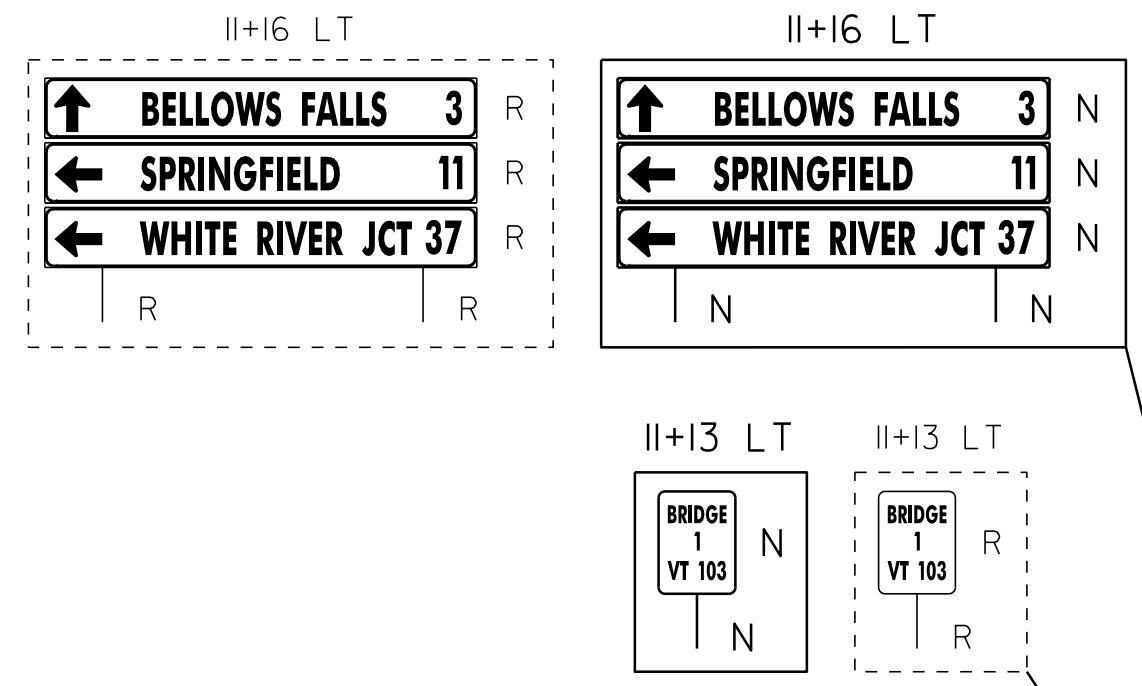 11+16 LT
BELLOWS FALLS 3 R
SPRINGFIELD 11 R
WHITE RIVER JCT 37 R
R R
11+16 LT
BELLOWS FALLS 3 N
SPRINGFIELD 11 N
WHITE RIVER JCT 37 N
N N
11+13 LT
BRIDGE
1
VT 103
N
N
11+13 LT
BRIDGE
1
VT 103
R
R